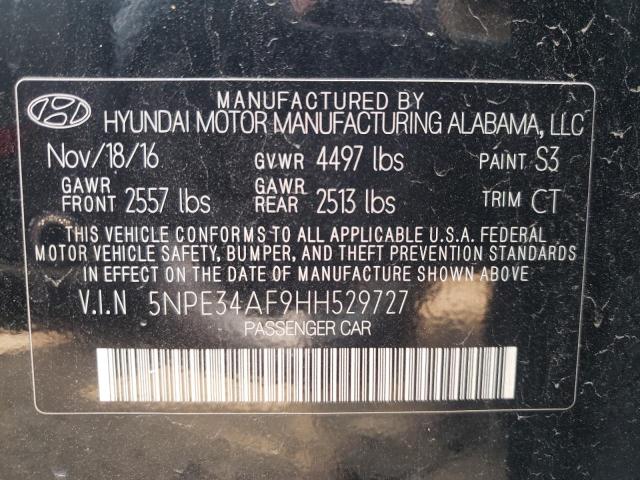 MANUFACTURED BY
HYUNDAI MOTOR MANUFACTURING ALABAMA, LLC
Nov/18/16 GVWR 4497 lbs PAINT S3
GAWR FRONT 2557 lbs GAWR REAR 2513 lbs TRIM CT
THIS VEHICLE CONFORMS TO ALL APPLICABLE U.S.A. FEDERAL
MOTOR VEHICLE SAFETY, BUMPER, AND THEFT PREVENTION STANDARDS
IN EFFECT ON THE DATE OF MANUFACTURE SHOWN ABOVE
V.I.N 5NPE34AF9HH529727
PASSENGER CAR